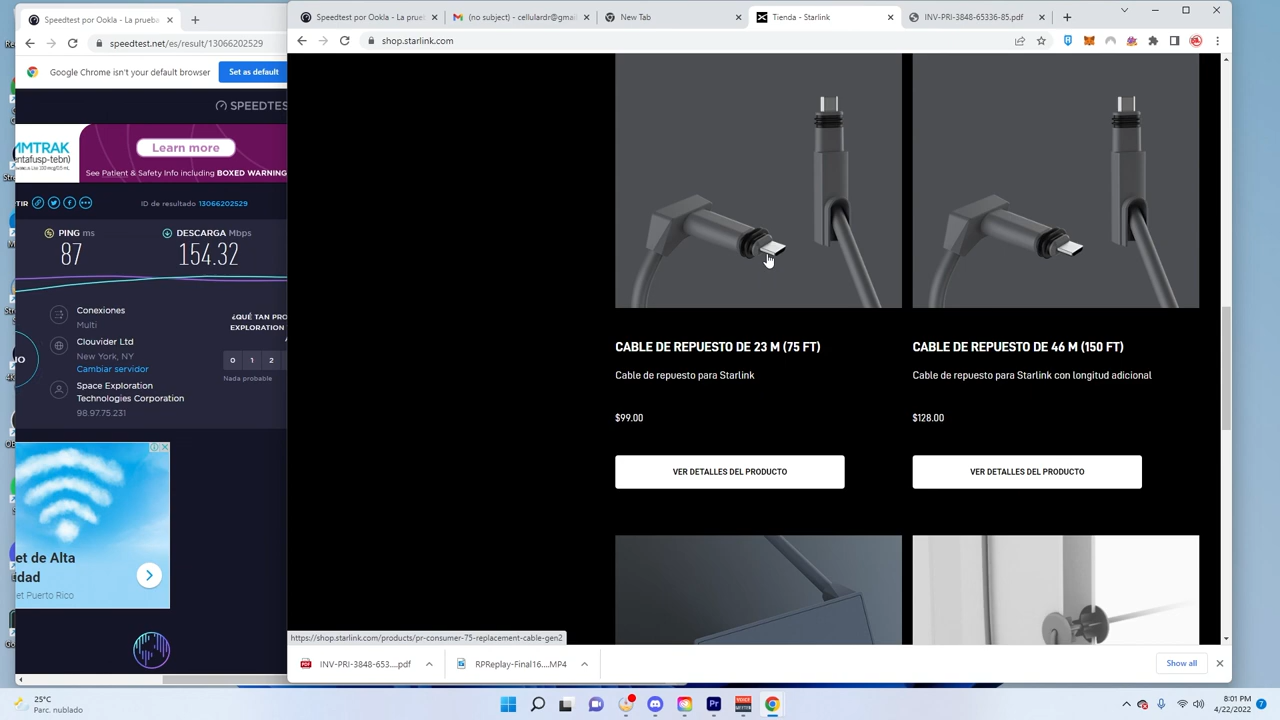 Speedtest por Ookla - La prueba
speedtest.net/es/result/13066202529
Google Chrome isn't your default browser
Set as default
SPEEDTES
MMTRAK
entafusp-tebn)
Learn more
See Patient & Safety Info including BOXED WARNING
TIR
ID de resultado 13066202529
PING ms
87
DESCARGA Mbps
154.32
Conexiones
Multi
Clouvider Ltd
New York, NY
Cambiar servidor
Space Exploration
Technologies Corporation
98.97.75.231
¿QUÉ TAN PRO
EXPLORATION
0 1 2
Nada probable
et de Alta
idad
et Puerto Rico
Speedtest por Ookla - La prueb
(no subject) - cellulardr@gmai
New Tab
Tienda - Starlink
INV-PRI-3848-65336-85.pdf
shop.starlink.com
CABLE DE REPUESTO DE 23 M (75 FT)
Cable de repuesto para Starlink
$99.00
VER DETALLES DEL PRODUCTO
CABLE DE REPUESTO DE 46 M (150 FT)
Cable de repuesto para Starlink con longitud adicional
$128.00
VER DETALLES DEL PRODUCTO
https://shop.starlink.com/products/pr-consumer-75-replacement-cable-gen2
INV-PRI-3848-653....pdf
RPReplay-Final16....MP4
Show all
25°C
Parc. nublado
8:01 PM
4/22/2022